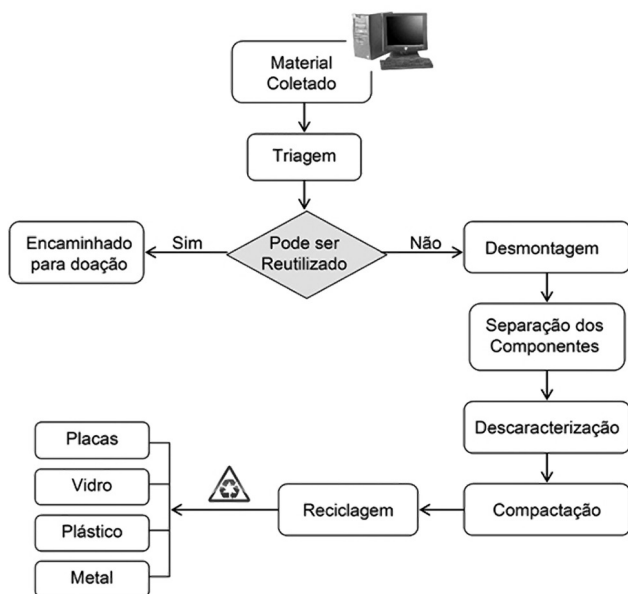 Material
Coletado
Triagem
Encaminhado
para doação
Sim
Pode ser
Reutilizado
Não
Desmontagem
Separação dos
Componentes
Descaracterização
Compactação
Reciclagem
Placas
Vidro
Plástico
Metal